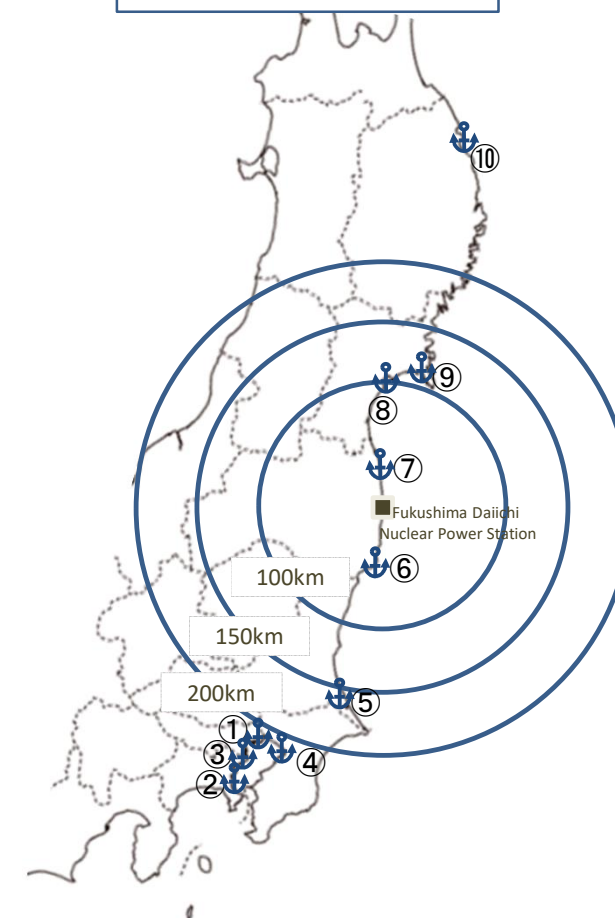 ⑩
⑨
⑧
⑦
Fukushima Daiichi
Nuclear Power Station
⑥
100km
150km
200km
⑤
①
③
④
②